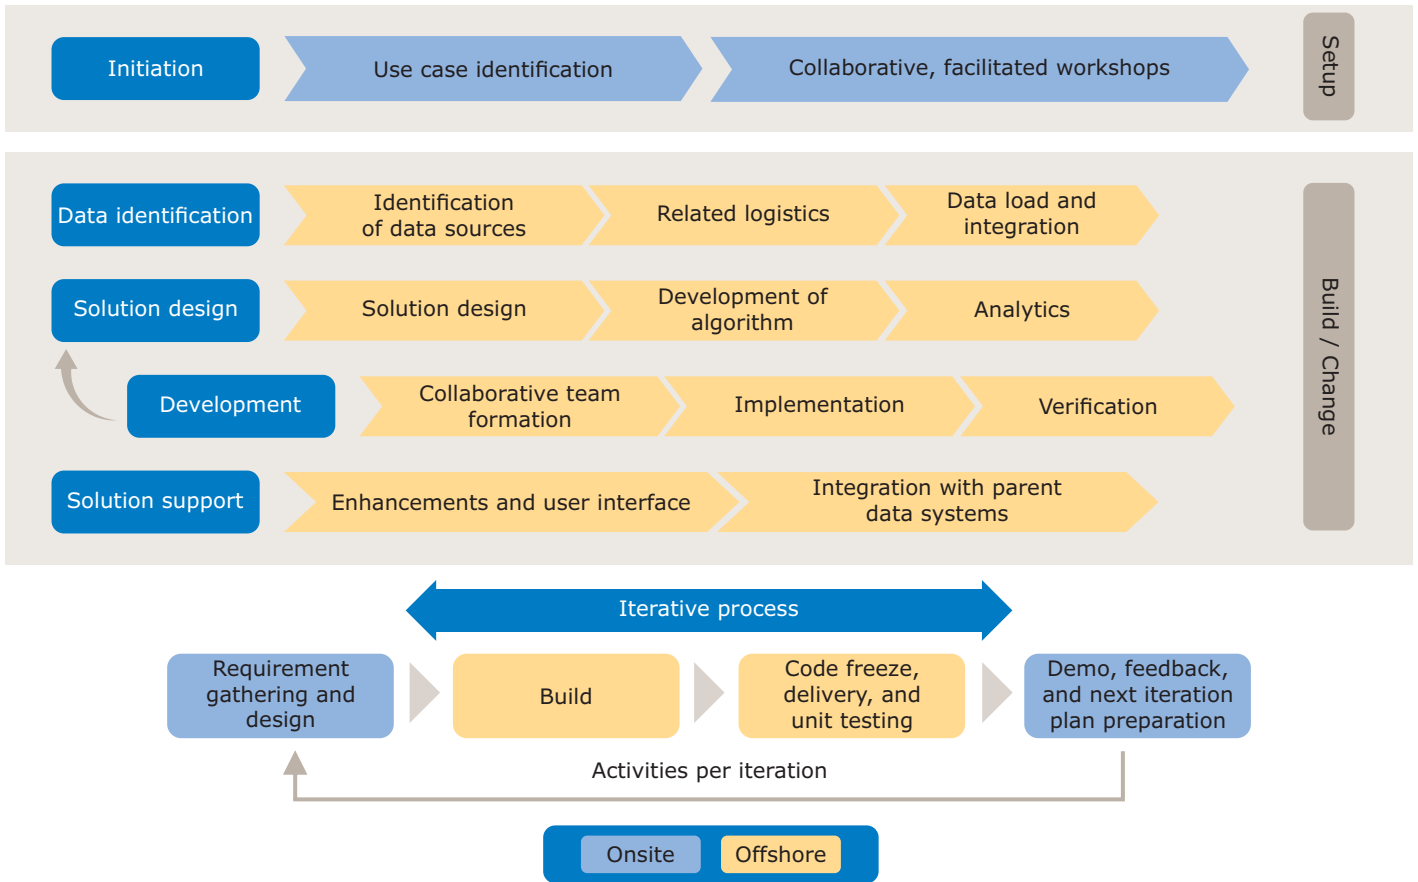 Initiation
Use case identification
Collaborative, facilitated workshops
Setup
Data identification
Identification
of data sources
Related logistics
Data load and
integration
Solution design
Solution design
Development of
algorithm
Analytics
Development
Collaborative team
formation
Implementation
Verification
Solution support
Enhancements and user interface
Integration with parent
data systems
Build / Change
Iterative process
Requirement
gathering and
design
Build
Code freeze,
delivery, and
unit testing
Demo, feedback,
and next iteration
plan preparation
Activities per iteration
Onsite
Offshore